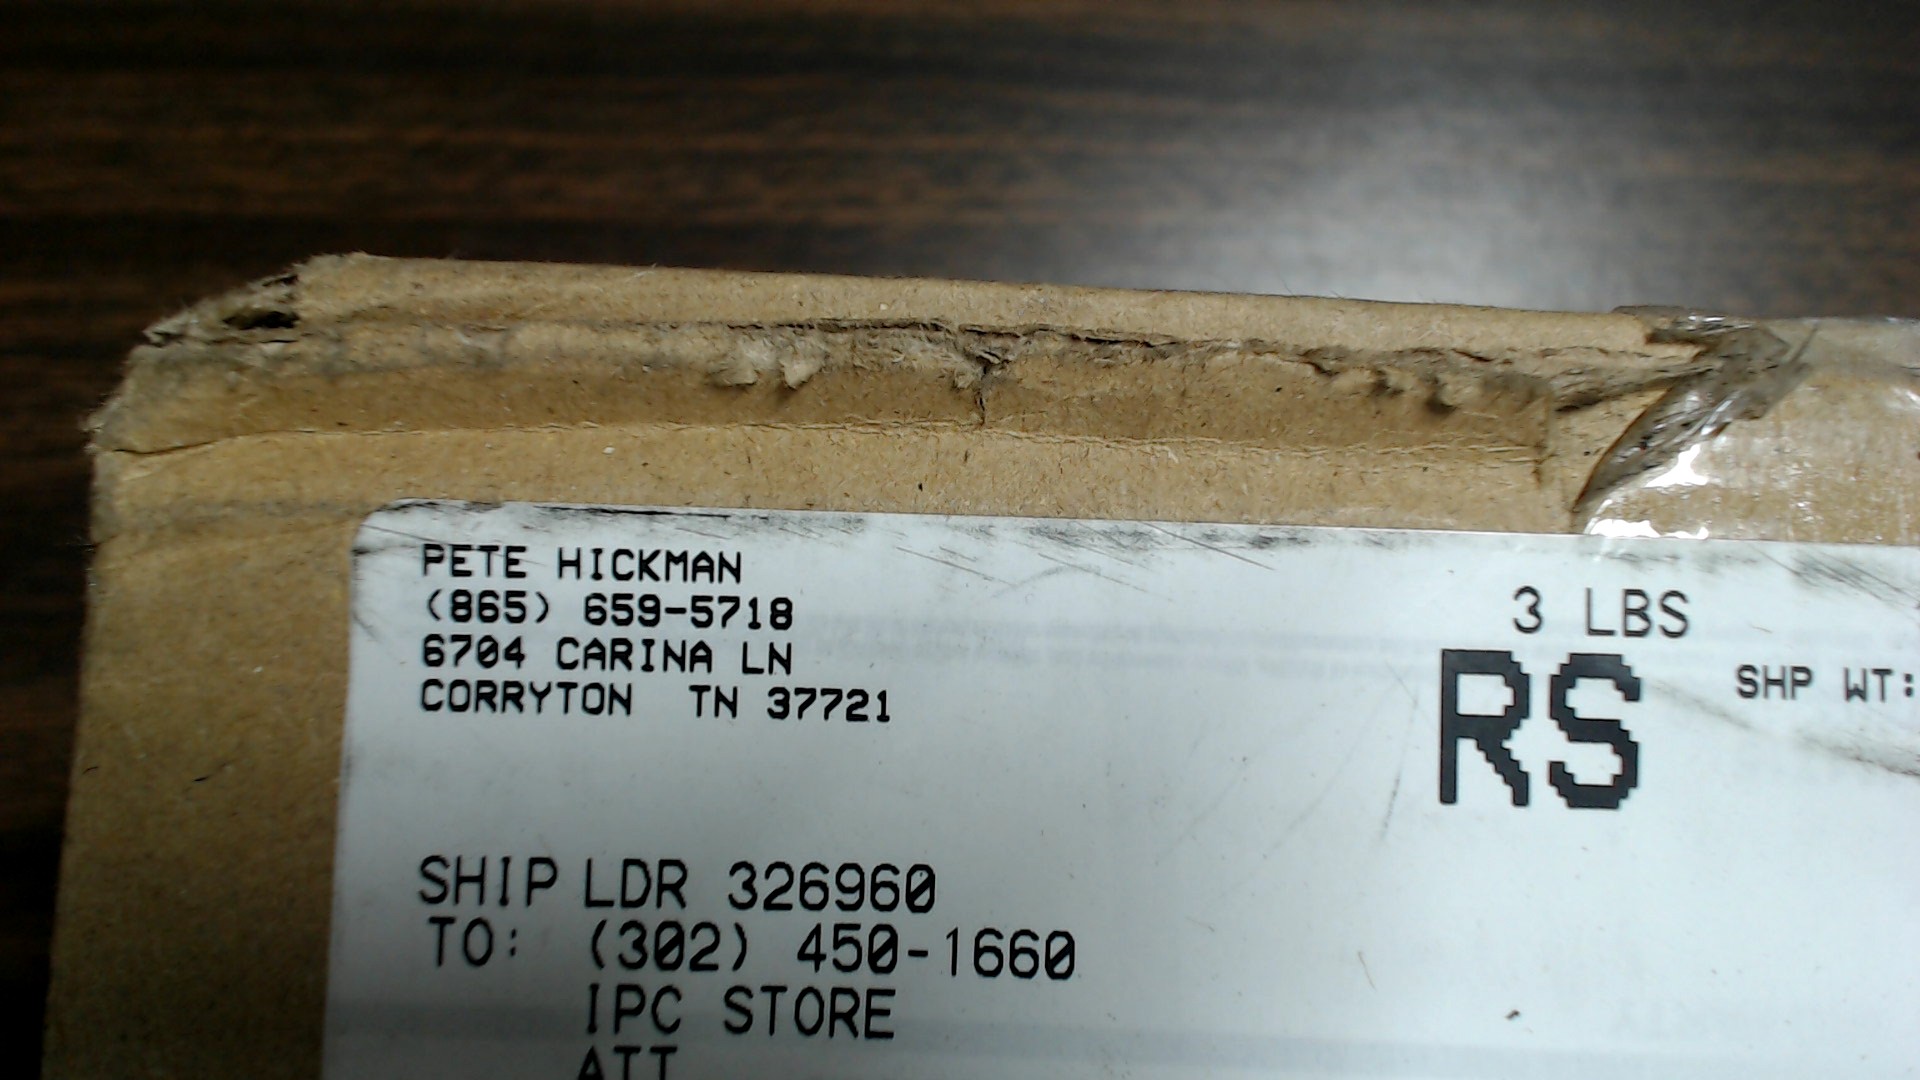 PETE HICKMAN
(865) 659-5718
6704 CARINA LN
CORRYTON TN 37721
3 LBS
RS
SHP WT:
SHIP LDR 326960
TO: (302) 450-1660
IPC STORE
ATT